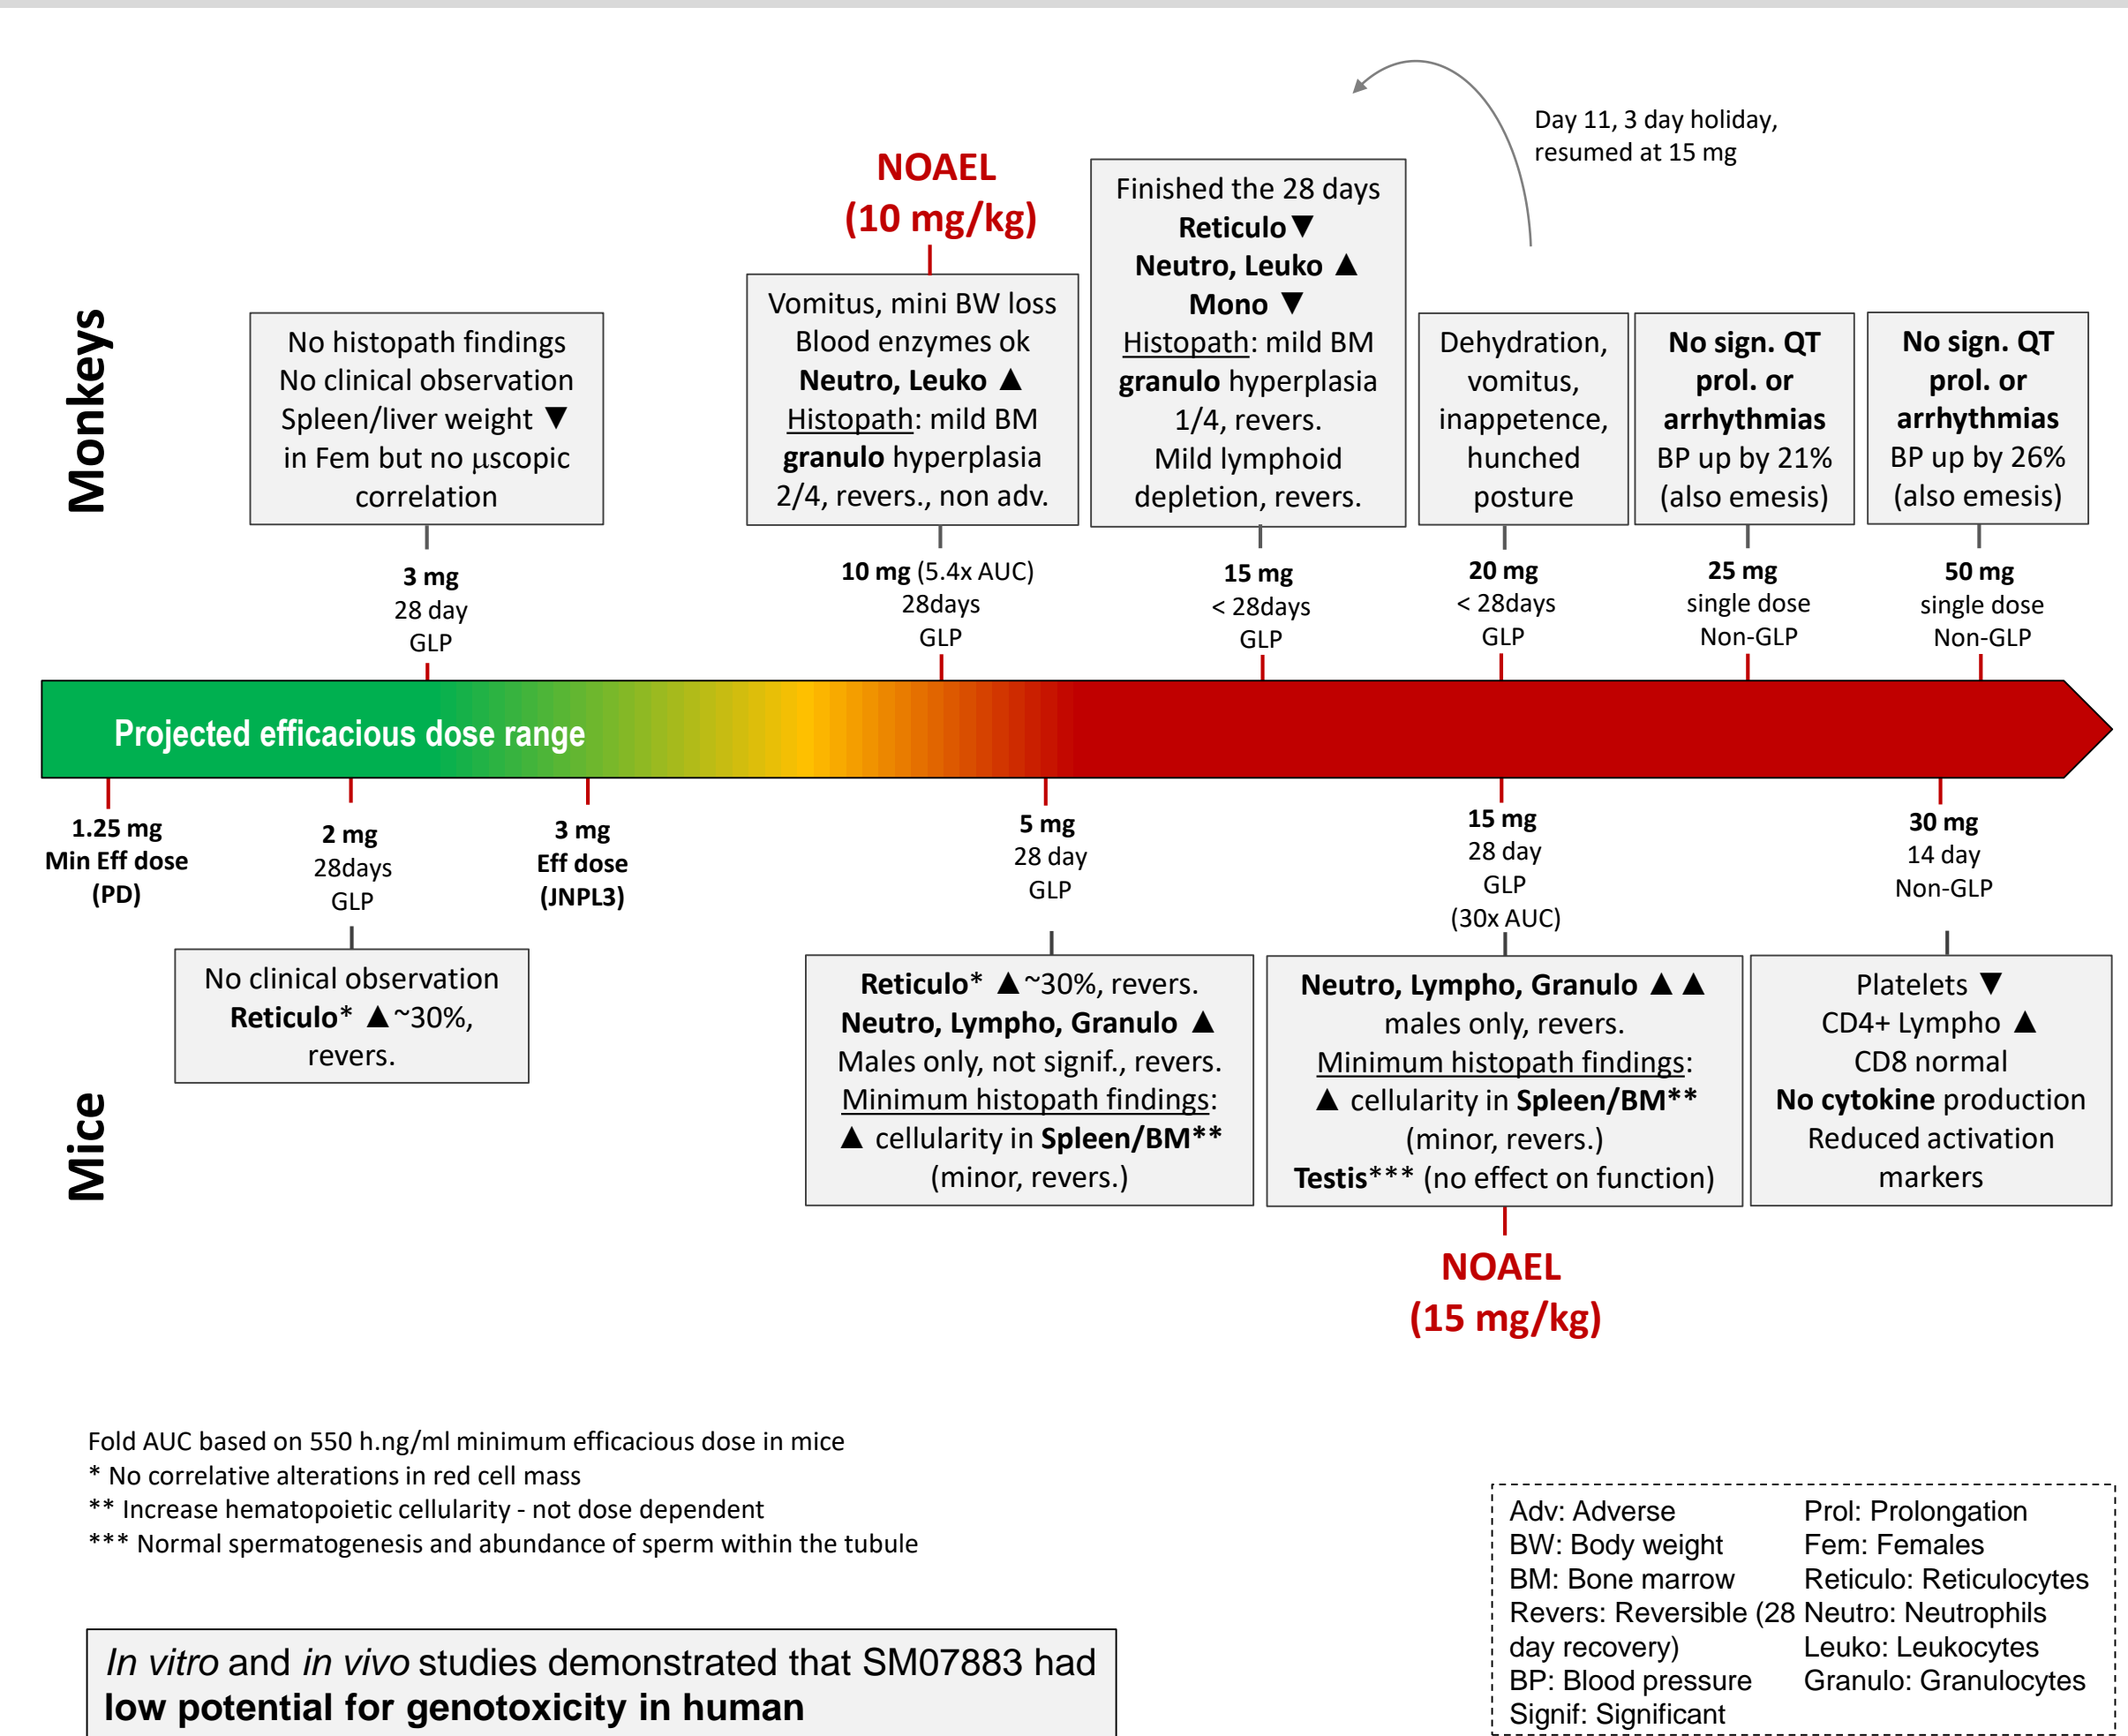 Day 11, 3 day holiday,
resumed at 15 mg
Monkeys
No histopath findings
No clinical observation
Spleen/liver weight ▼
in Fem but no μscopic
correlation
3 mg
28 day
GLP
NOAEL
(10 mg/kg)
Vomitus, mini BW loss
Blood enzymes ok
Neutro, Leuko ▲
Histopath: mild BM
granulo hyperplasia
2/4, revers., non adv.
10 mg (5.4x AUC)
28days
GLP
Finished the 28 days
Reticulo ▼
Neutro, Leuko ▲
Mono ▼
Histopath: mild BM
granulo hyperplasia
1/4, revers.
Mild lymphoid
depletion, revers.
15 mg
< 28days
GLP
Dehydration,
vomitus,
inappetence,
hunched
posture
20 mg
< 28days
GLP
No sign. QT
prol. or
arrhythmias
BP up by 21%
(also emesis)
25 mg
single dose
Non-GLP
No sign. QT
prol. or
arrhythmias
BP up by 26%
(also emesis)
50 mg
single dose
Non-GLP
Projected efficacious dose range
Mice
1.25 mg
Min Eff dose
(PD)
2 mg
28days
GLP
No clinical observation
Reticulo* ▲~30%,
revers.
3 mg
Eff dose
(JNPL3)
5 mg
28 day
GLP
Reticulo* ▲~30%, revers.
Neutro, Lympho, Granulo ▲
Males only, not signif., revers.
Minimum histopath findings:
▲ cellularity in Spleen/BM**
(minor, revers.)
15 mg
28 day
GLP
(30x AUC)
Neutro, Lympho, Granulo ▲▲
males only, revers.
Minimum histopath findings:
▲ cellularity in Spleen/BM**
(minor, revers.)
Testis*** (no effect on function)
NOAEL
(15 mg/kg)
30 mg
14 day
Non-GLP
Platelets ▼
CD4+ Lympho ▲
CD8 normal
No cytokine production
Reduced activation
markers
Fold AUC based on 550 h.ng/ml minimum efficacious dose in mice
* No correlative alterations in red cell mass
** Increase hematopoietic cellularity - not dose dependent
*** Normal spermatogenesis and abundance of sperm within the tubule
In vitro and in vivo studies demonstrated that SM07883 had
low potential for genotoxicity in human
Adv: Adverse
BW: Body weight
BM: Bone marrow
Revers: Reversible (28
day recovery)
BP: Blood pressure
Signif: Significant
Prol: Prolongation
Fem: Females
Reticulo: Reticulocytes
Neutro: Neutrophils
Leuko: Leukocytes
Granulo: Granulocytes